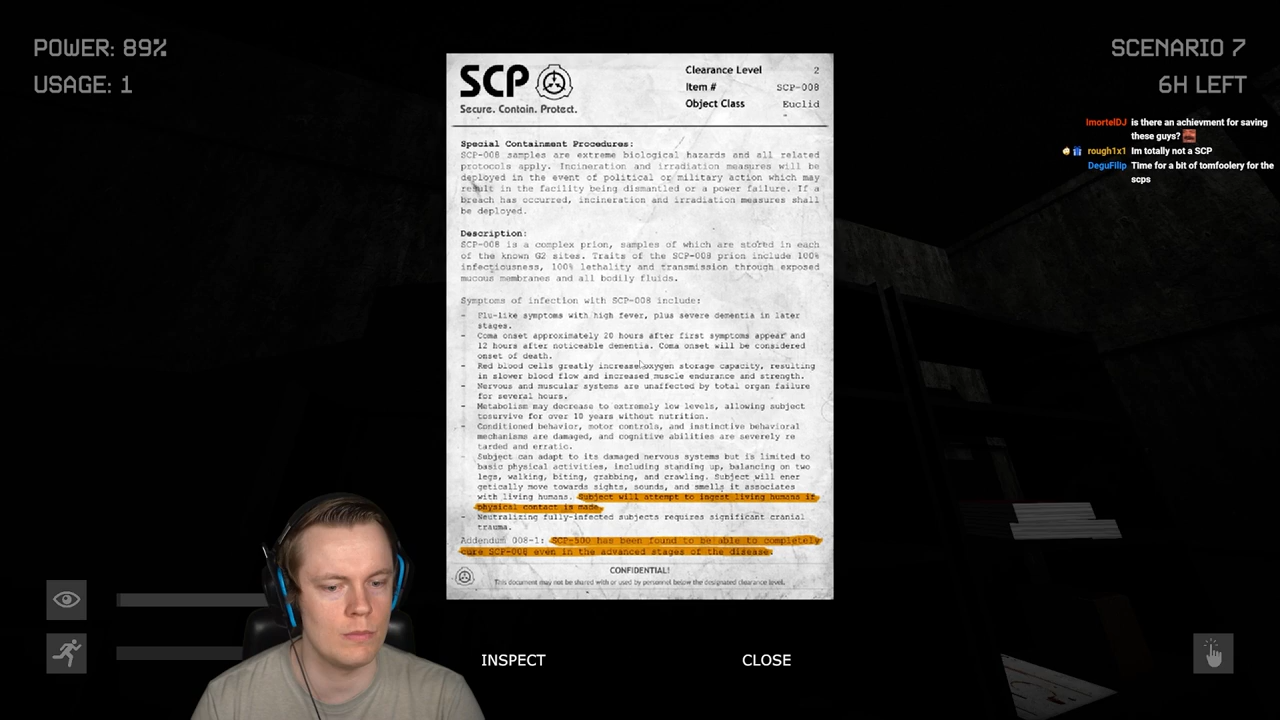 POWER: 89%
USAGE: 1
SCENARIO 7
6H LEFT
ImortelDJ is there an achievment for saving
these guys?
rough1x1 Im totally not a SCP
DeguFilip Time for a bit of tomfoolery for the
scps
SCP
Secure. Contain. Protect.
Clearance Level 2
Item # SCP-008
Object Class Euclid
Special Containment Procedures:
SCP-008 samples are extreme biological hazards and all related
protocols apply. Incineration and irradiation measures will be
deployed in the event of political or military action which may
result in the facility being dismantled or a power failure. If a
breach has occurred, incineration and irradiation measures shall
be deployed.
Description:
SCP-008 is a complex prion, samples of which are stored in each
of the known G2 sites. Traits of the SCP-008 prion include 100%
infectiousness, 100% lethality and transmission through exposed
mucous membranes and all bodily fluids.
Symptoms of infection with SCP-008 include:
- Flu-like symptoms with high fever, plus severe dementia in later
stages.
- Coma onset approximately 20 hours after first symptoms appear and
12 hours after noticeable dementia. Coma onset will be considered
onset of death.
- Red blood cells greatly increase oxygen storage capacity, resulting
in slower blood flow and increased muscle endurance and strength.
- Nervous and muscular systems are unaffected by total organ failure
for several hours.
- Metabolism may decrease to extremely low levels, allowing subject
tosurvive for over 10 years without nutrition.
- Conditioned behavior, motor controls, and instinctive behavioral
mechanisms are damaged, and cognitive abilities are severely re
tarded and erratic.
- Subject can adapt to its damaged nervous systems but is limited to
basic physical activities, including standing up, balancing on two
legs, walking, biting, grabbing, and crawling. Subject will ener
getically move towards sights, sounds, and smells it associates
with living humans. Subject will attempt to ingest living humans if
physical contact is made.
- Neutralizing fully-infected subjects requires significant cranial
trauma.
Addendum 008-1: SCP-500 has been found to be able to completely
cure SCP-008 even in the advanced stages of the disease.
CONFIDENTIAL!
This document may not be shared with or used by personnel below the designated clearance level.
INSPECT
CLOSE